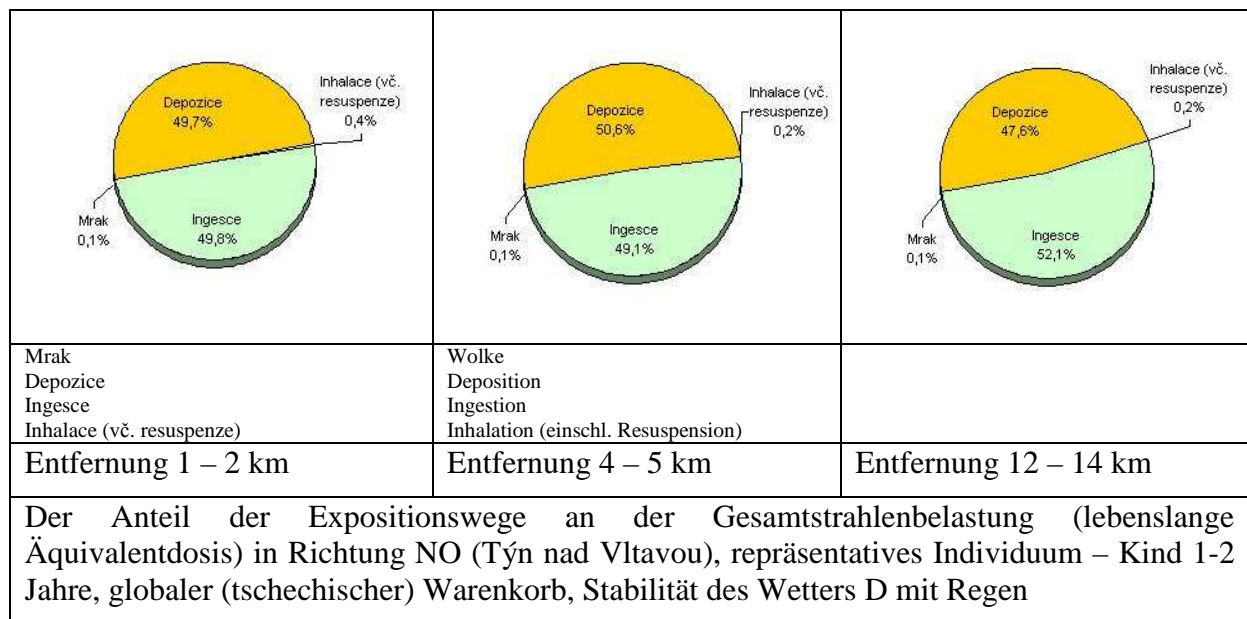 Depozice
49,7%
Inhalace (vč.
resuspenze)
0,4%
Mrak
0,1%
Ingesce
49,8%
Depozice
50,6%
Inhalace (vč.
resuspenze)
0,2%
Mrak
0,1%
Ingesce
49,1%
Depozice
47,6%
Inhalace (vč.
resuspenze)
0,2%
Mrak
0,1%
Ingesce
52,1%
Mrak
Depozice
Ingesce
Inhalace (vč. resuspenze)
Wolke
Deposition
Ingestion
Inhalation (einschl. Resuspension)
Entfernung 1 – 2 km
Entfernung 4 – 5 km
Entfernung 12 – 14 km
Der Anteil der Expositionswege an der Gesamtstrahlenbelastung (lebenslange
Äquivalentdosis) in Richtung NO (Týn nad Vltavou), repräsentatives Individuum – Kind 1-2
Jahre, globaler (tschechischer) Warenkorb, Stabilität des Wetters D mit Regen